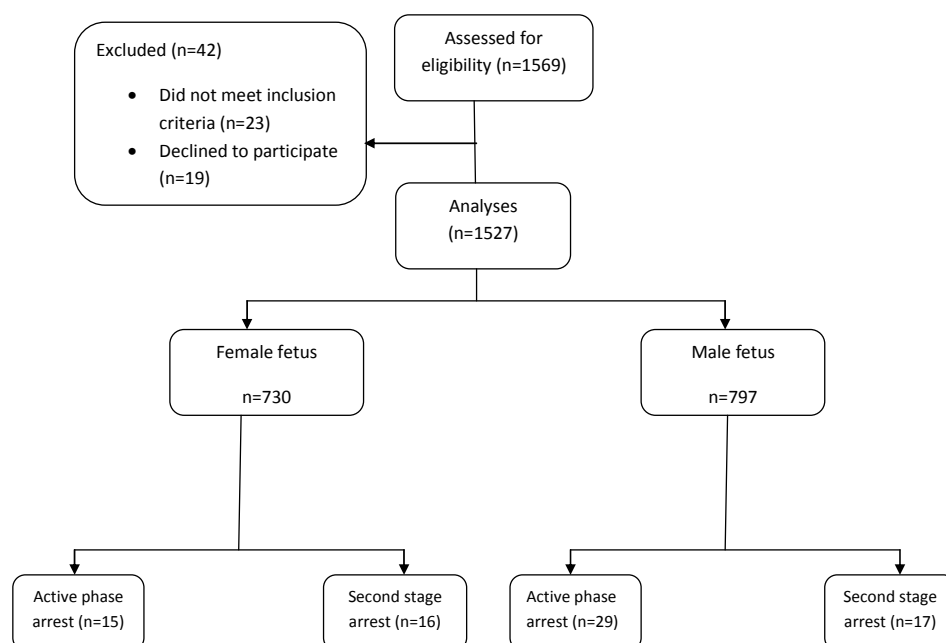 Assessed for
eligibility (n=1569)
Excluded (n=42)
• Did not meet inclusion
criteria (n=23)
• Declined to participate
(n=19)
Analyses
(n=1527)
Female fetus
n=730
Male fetus
n=797
Active phase
arrest (n=15)
Second stage
arrest (n=16)
Active phase
arrest (n=29)
Second stage
arrest (n=17)